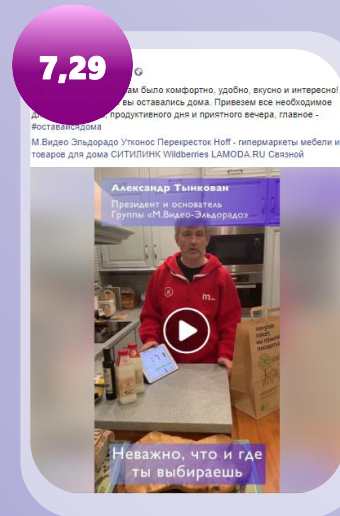 7,29
ам было комфортно, удобно, вкусно и интересно!
вы оставались дома. Привезем все необходимое
продуктивного дня и приятного вечера, главное -
#оставайсядома
М.Видео Эльдорадо Утконос Перекресток Hoff - гипермаркеты мебели и
товаров для дома СИТИЛИНК Wildberries LAMODA.RU Связной
Александр Тынкован
Президент и основатель
Группы «М.Видео-Эльдорадо»
m
Неважно, что и где
ты выбираешь